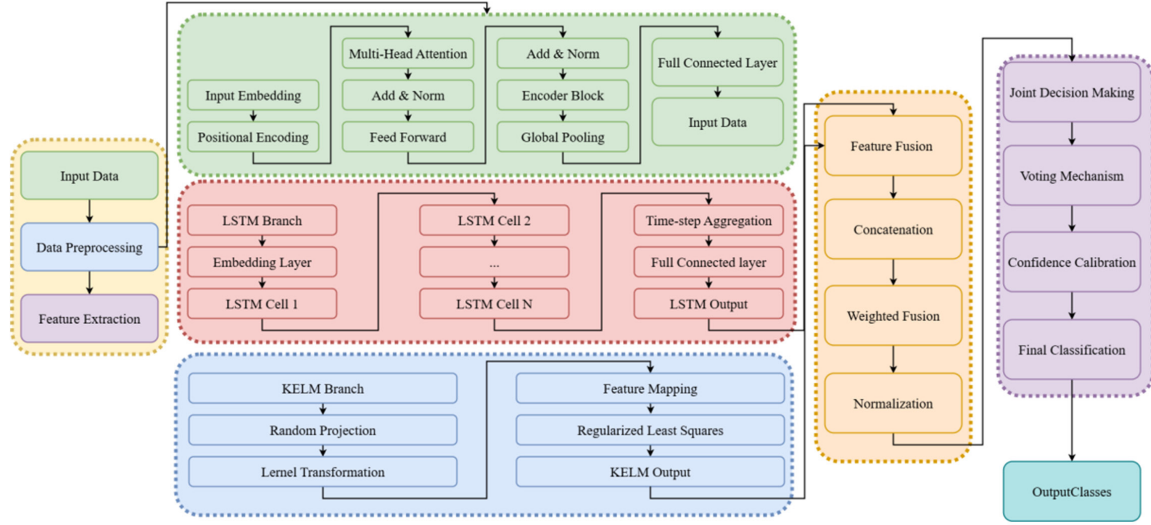 Input Data
Data Preprocessing
Feature Extraction
Input Embedding
Positional Encoding
Multi-Head Attention
Add & Norm
Feed Forward
Add & Norm
Encoder Block
Global Pooling
Full Connected Layer
Input Data
LSTM Branch
Embedding Layer
LSTM Cell 1
LSTM Cell 2
...
LSTM Cell N
Time-step Aggregation
Full Connected layer
LSTM Output
KELM Branch
Random Projection
Lernel Transformation
Feature Mapping
Regularized Least Squares
KELM Output
Feature Fusion
Concatenation
Weighted Fusion
Normalization
Joint Decision Making
Voting Mechanism
Confidence Calibration
Final Classification
OutputClasses